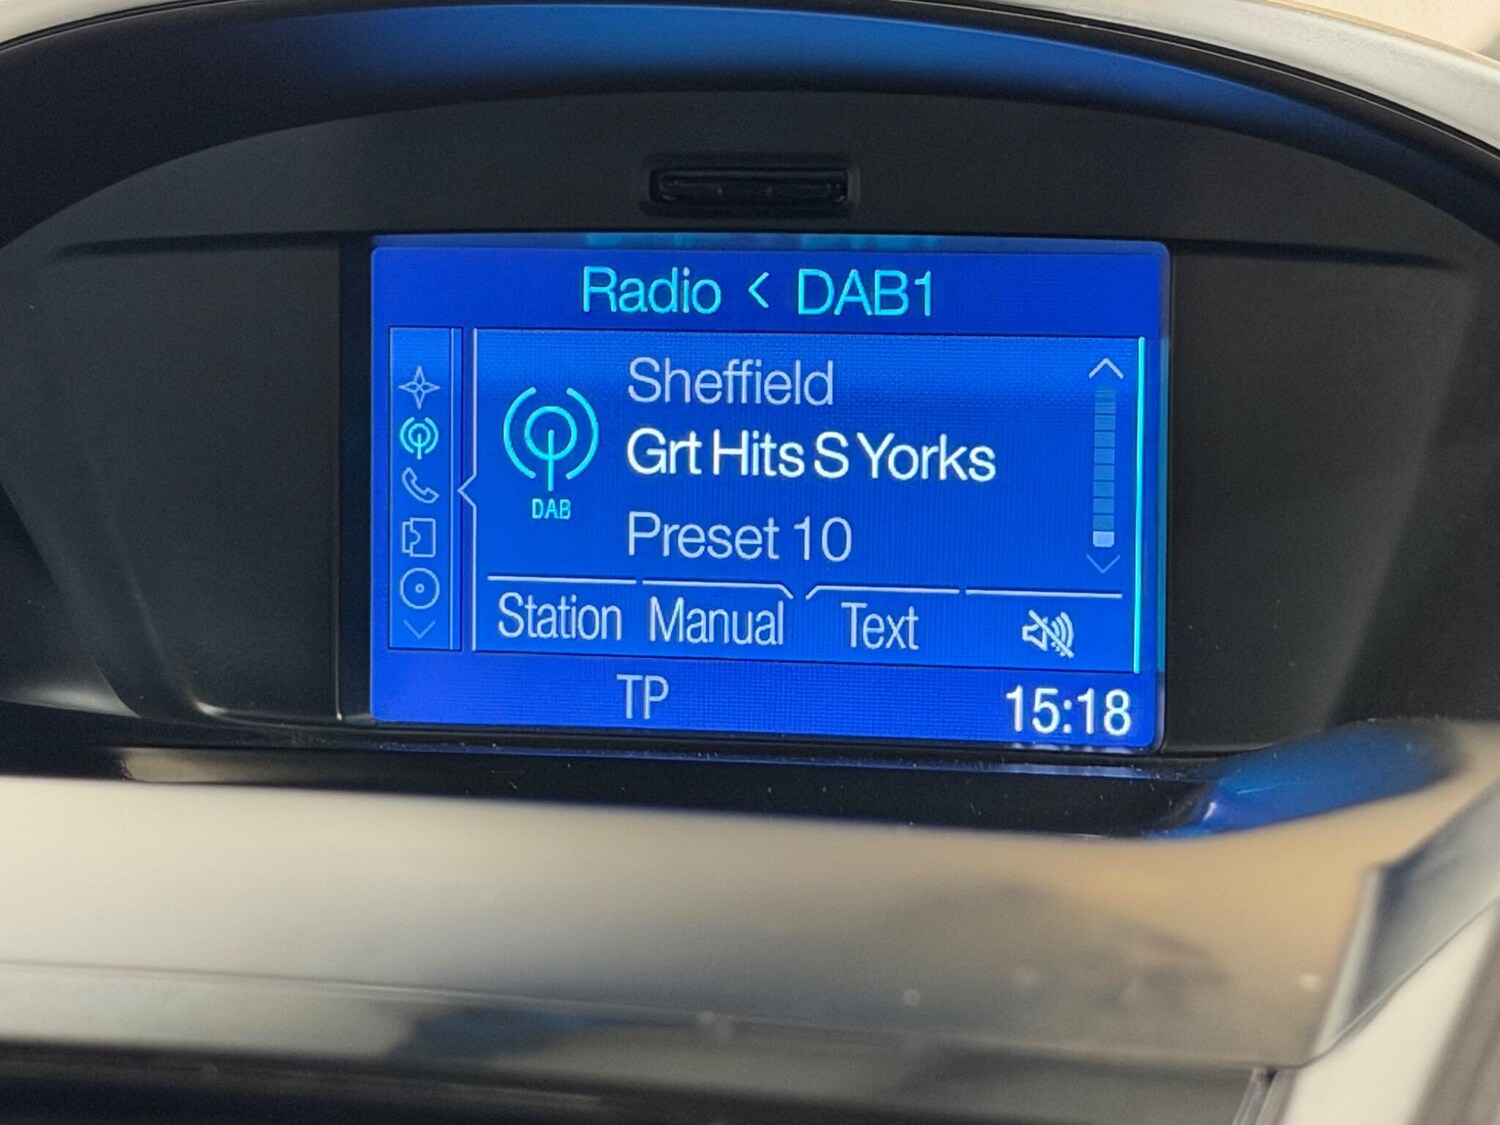 Radio < DAB1
Sheffield
Grt Hits S Yorks
DAB
Preset 10
Station Manual Text
TP 15:18